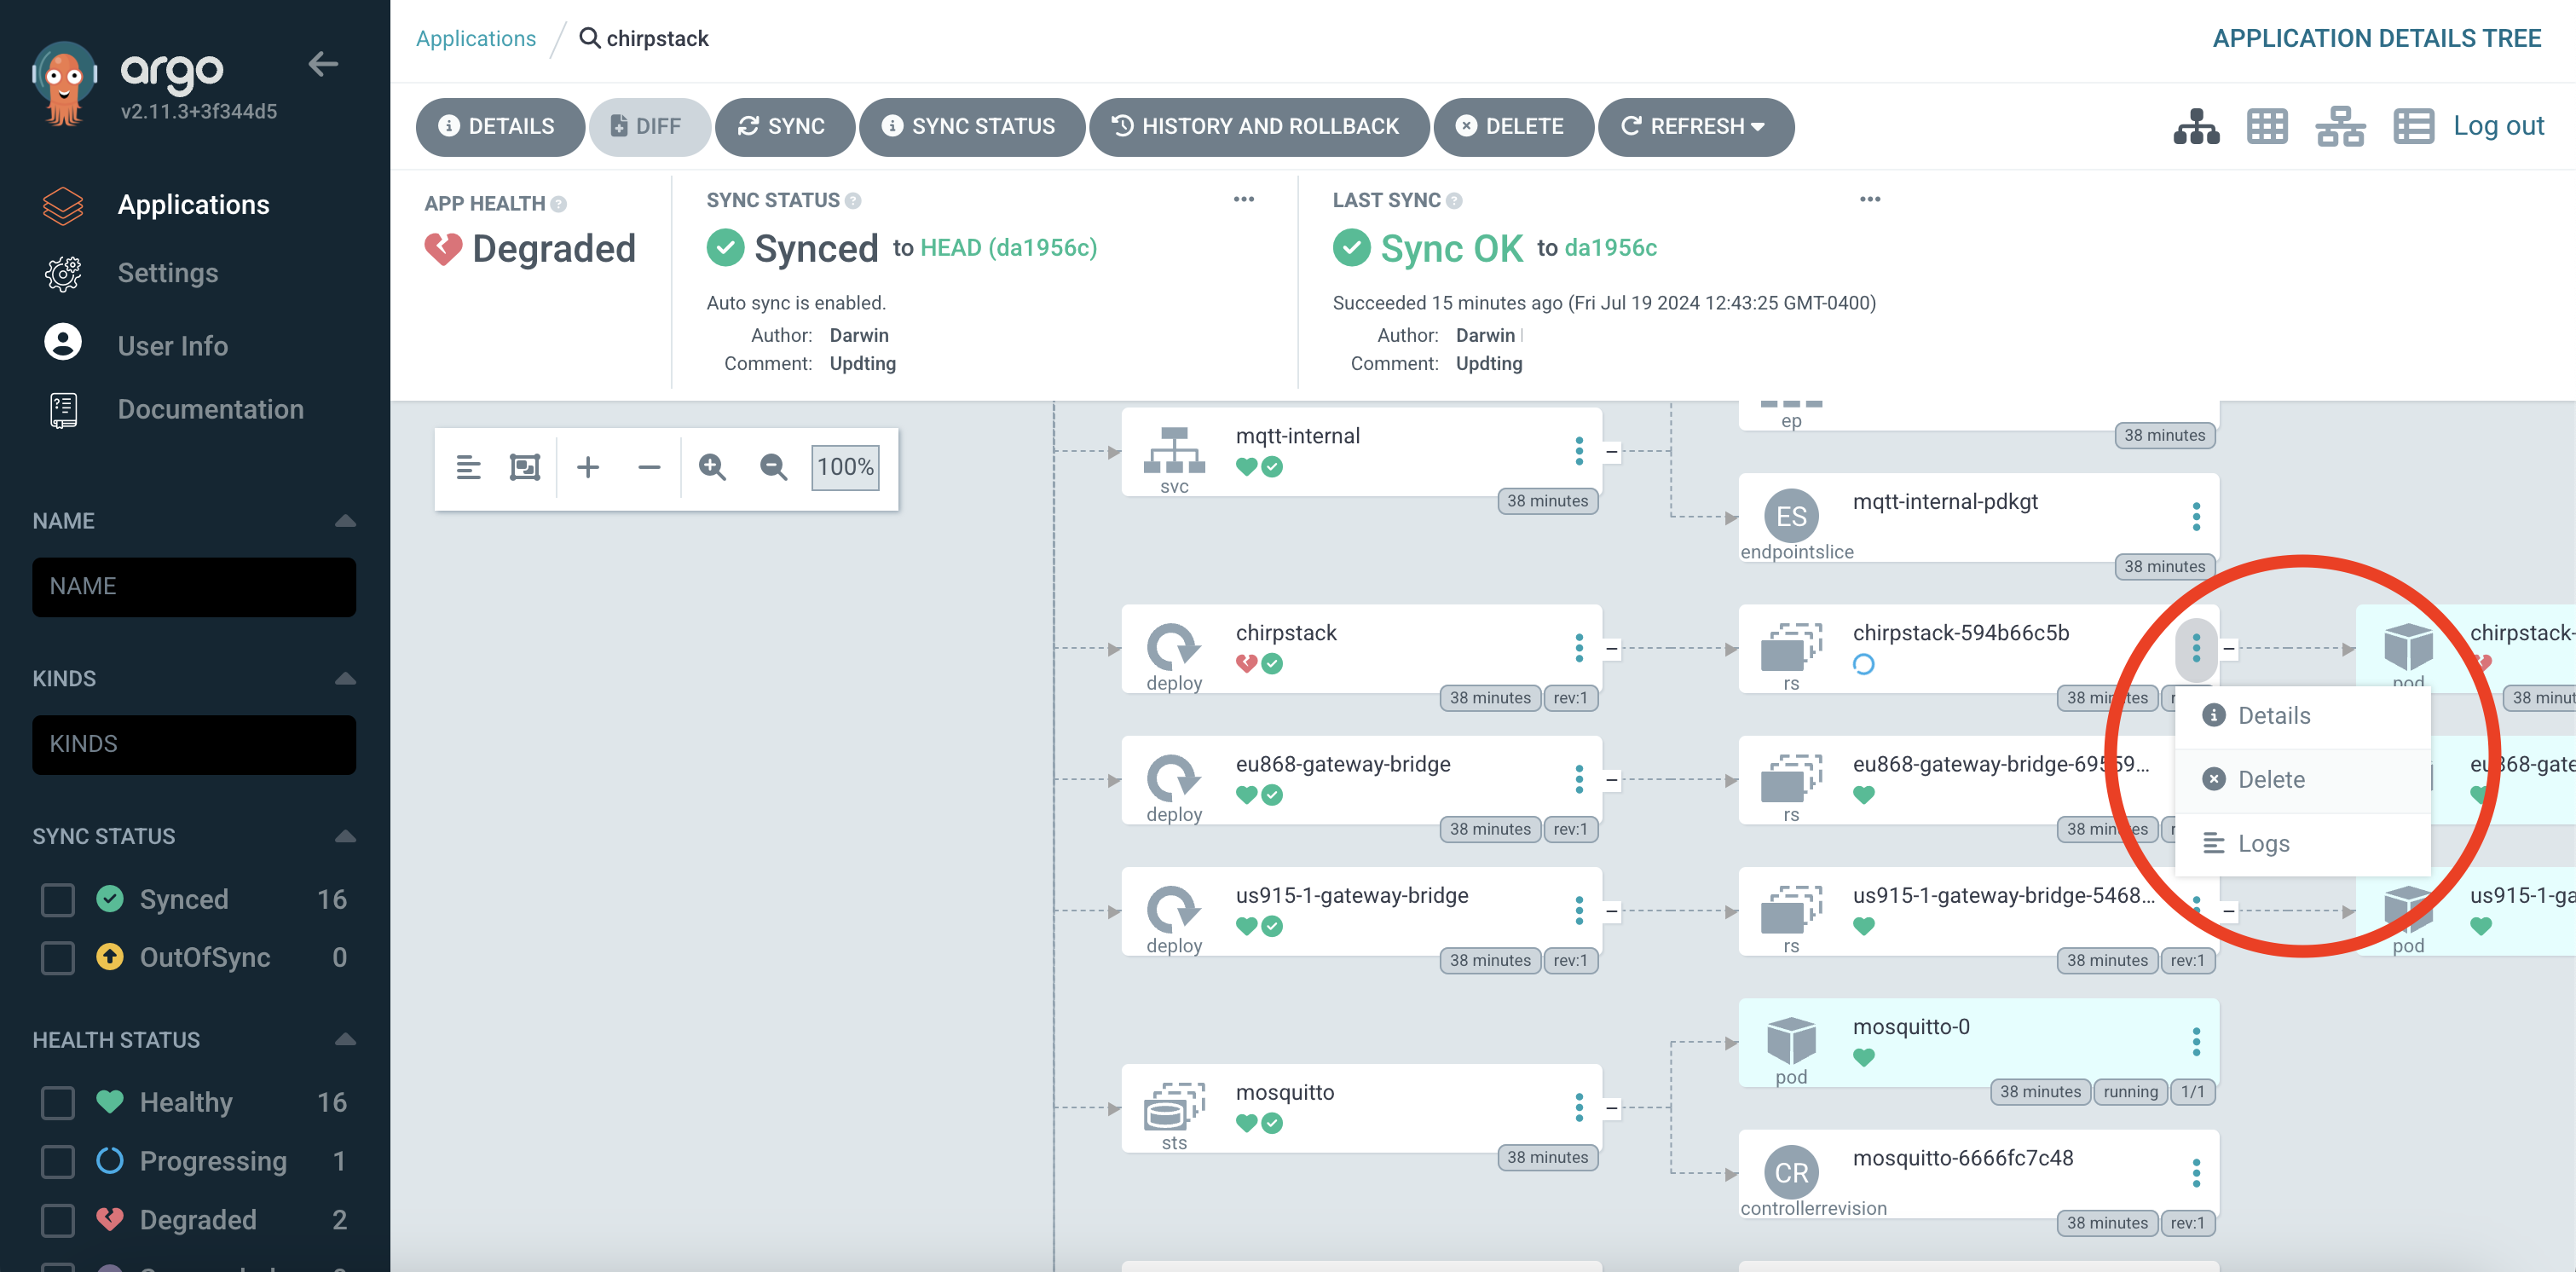 argo
v2.11.3+3f344d5
Applications
Settings
User Info
Documentation
NAME
NAME
KINDS
KINDS
SYNC STATUS
Synced 16
OutOfSync 0
HEALTH STATUS
Healthy 16
Progressing 1
Degraded 2
Applications / chirpstack
APPLICATION DETAILS TREE
DETAILS DIFF SYNC SYNC STATUS HISTORY AND ROLLBACK DELETE REFRESH
Log out
APP HEALTH
Degraded
SYNC STATUS
Synced to HEAD (da1956c)
Auto sync is enabled.
Author: Darwin
Comment: Updting
LAST SYNC
Sync OK to da1956c
Succeeded 15 minutes ago (Fri Jul 19 2024 12:43:25 GMT-0400)
Author: Darwin
Comment: Updting
100%
mqtt-internal
svc
38 minutes
ep
38 minutes
mqtt-internal-pdkgt
ES
endpointslice
38 minutes
chirpstack
deploy
38 minutes rev:1
chirpstack-594b66c5b
rs
38 minutes
chirpstack-
pod
38 minut
Details
Delete
Logs
eu868-gateway-bridge
deploy
38 minutes rev:1
eu868-gateway-bridge-69559...
rs
38 minutes
eu868-gate
us915-1-gateway-bridge
deploy
38 minutes rev:1
us915-1-gateway-bridge-5468...
rs
38 minutes rev:1
us915-1-ga
pod
mosquitto
sts
38 minutes
mosquitto-0
pod
38 minutes running 1/1
mosquitto-6666fc7c48
CR
controllerrevision
38 minutes rev:1